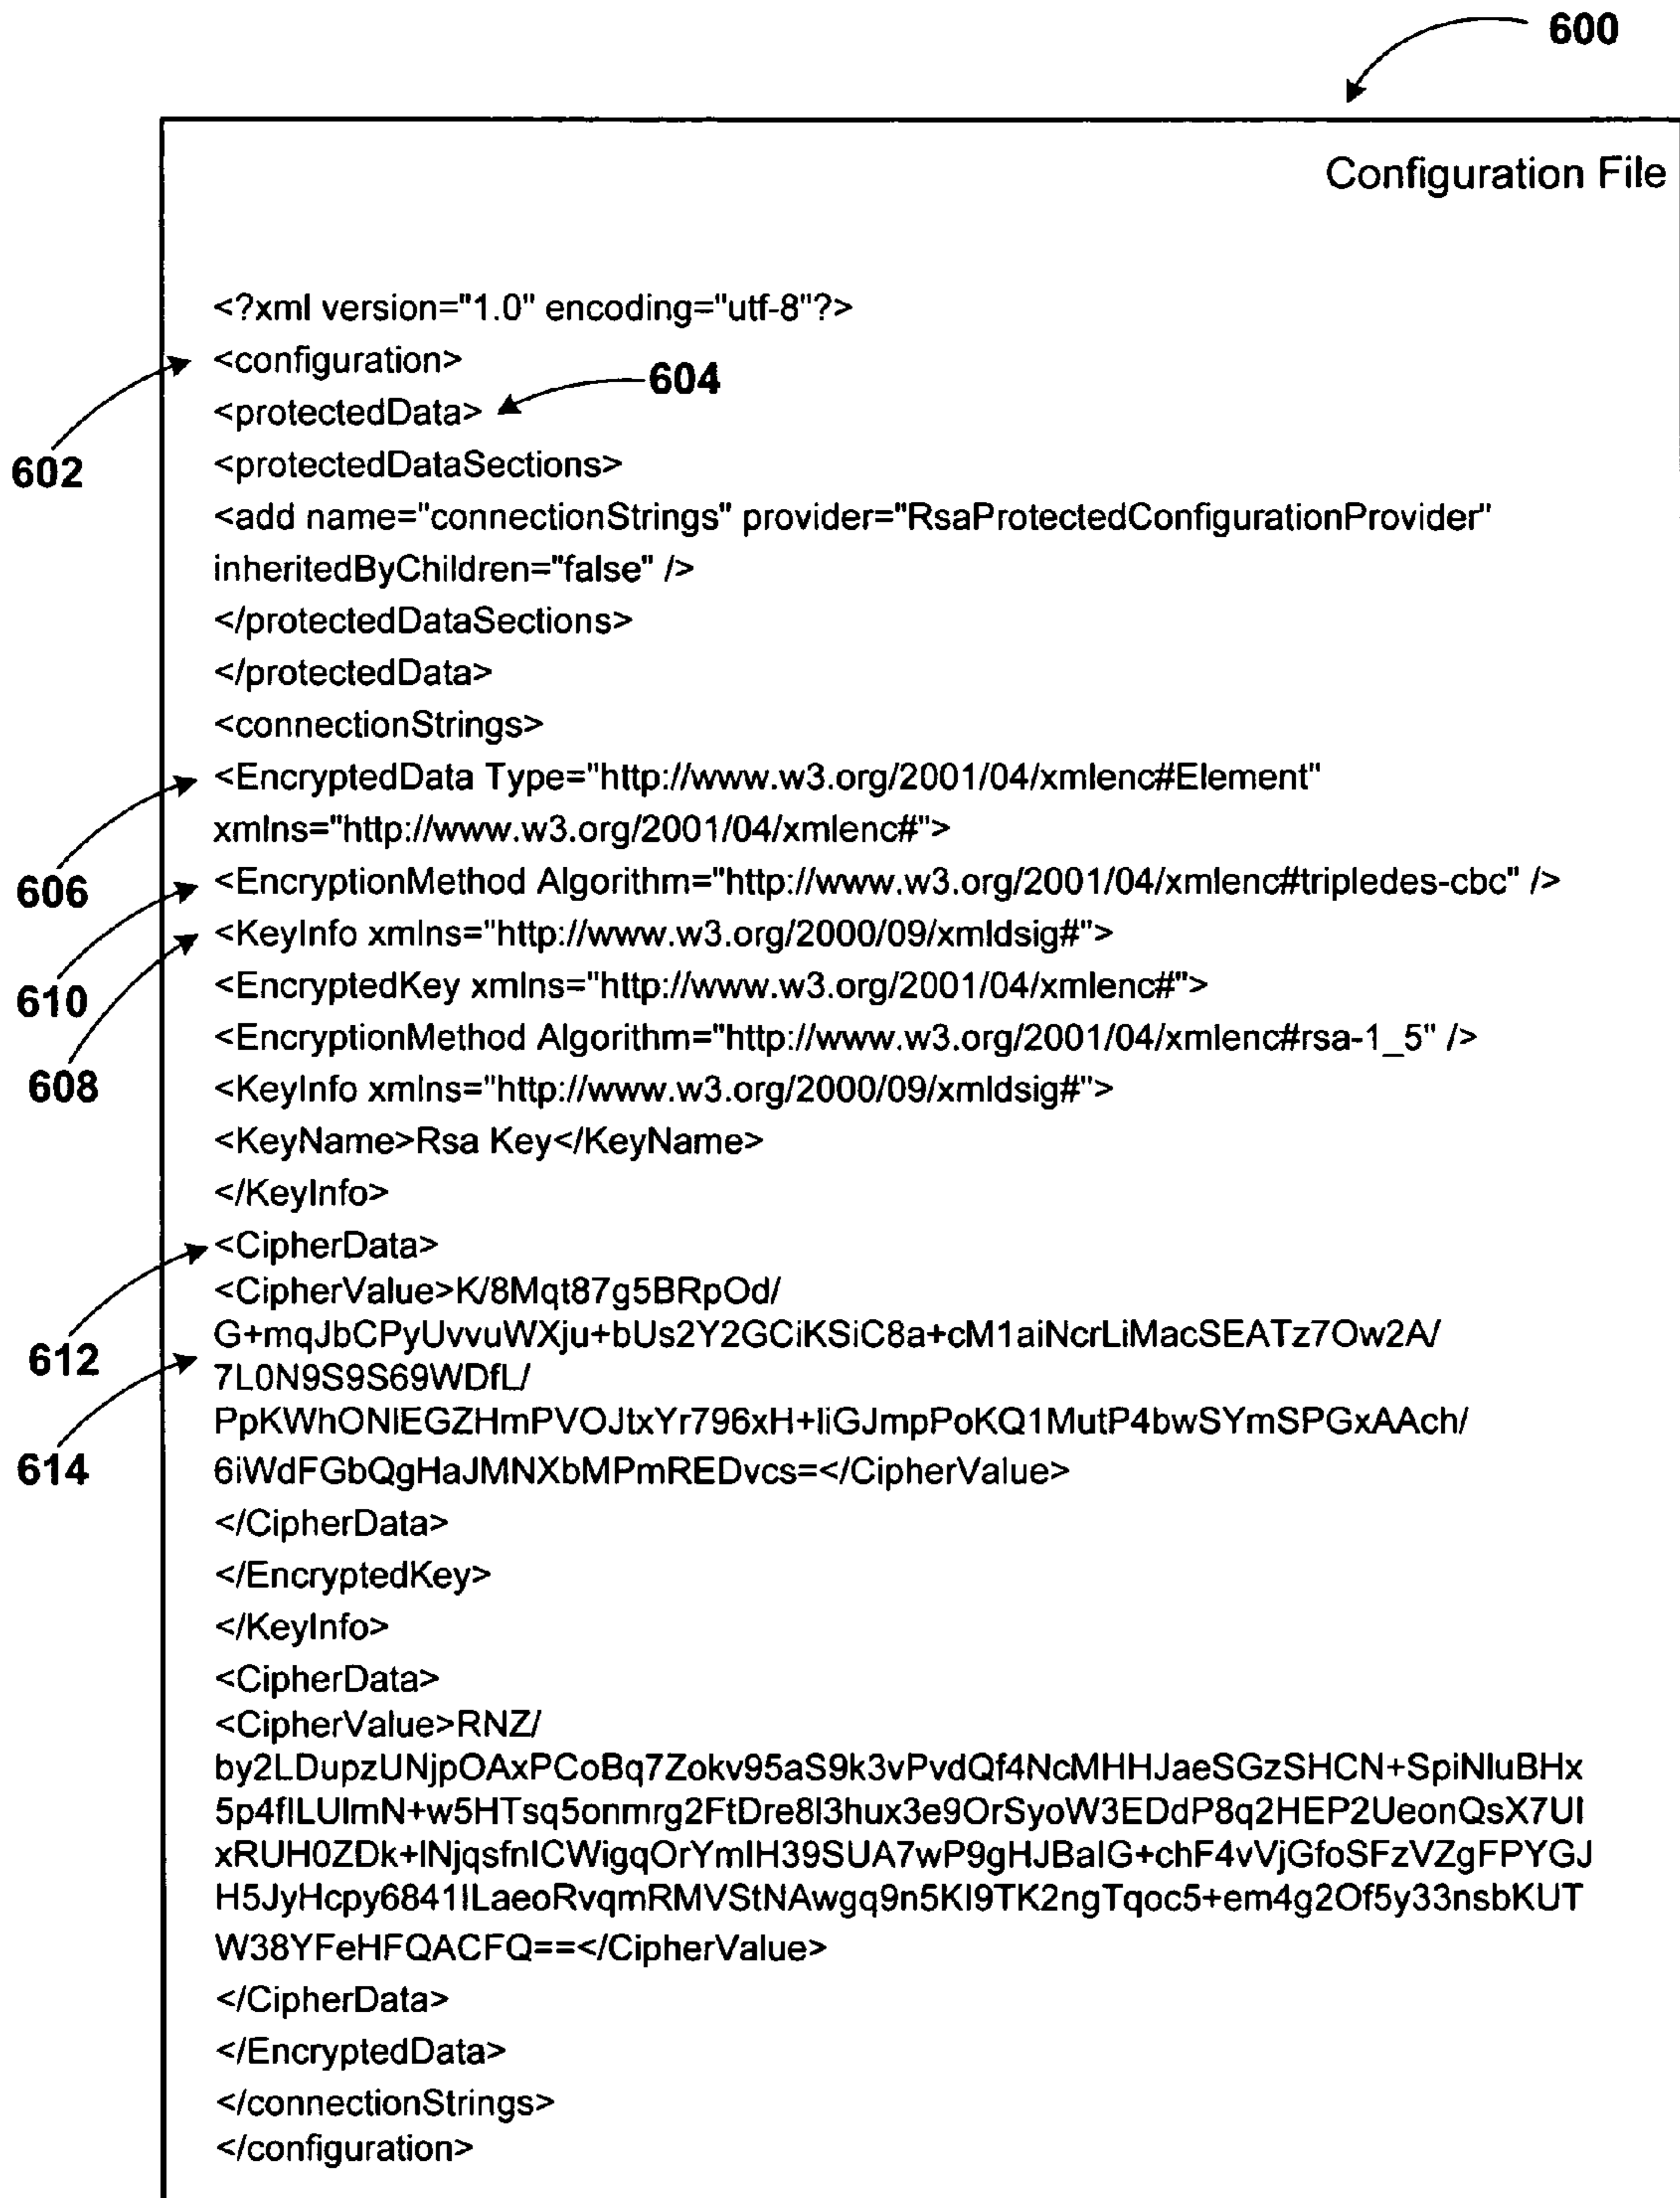 600
Configuration File
<?xml version="1.0" encoding="utf-8"?>
<configuration>
604
<protectedData>
602
<protectedDataSections>
<add name="connectionStrings" provider="RsaProtectedConfigurationProvider"
inheritedByChildren="false" />
</protectedDataSections>
</protectedData>
<connectionStrings>
<EncryptedData Type="http://www.w3.org/2001/04/xmlenc#Element"
xmlns="http://www.w3.org/2001/04/xmlenc#">
606
<EncryptionMethod Algorithm="http://www.w3.org/2001/04/xmlenc#tripledes-cbc" />
<KeyInfo xmlns="http://www.w3.org/2000/09/xmldsig#">
610
<EncryptedKey xmlns="http://www.w3.org/2001/04/xmlenc#">
<EncryptionMethod Algorithm="http://www.w3.org/2001/04/xmlenc#rsa-1_5" />
608
<KeyInfo xmlns="http://www.w3.org/2000/09/xmldsig#">
<KeyName>Rsa Key</KeyName>
</KeyInfo>
<CipherData>
<CipherValue>K/8Mqt87g5BRpOd/
G+mqJbCPyUvvuWXju+bUs2Y2GCiKSiC8a+cM1aiNcrLiMacSEATz7Ow2A/
612
7L0N9S9S69WDfL/
PpKWhONlEGZHmPVOJtxYr796xH+liGJmpPoKQ1MutP4bwSYmSPGxAAch/
614
6iWdFGbQgHaJMNXbMPmREDvcs=</CipherValue>
</CipherData>
</EncryptedKey>
</KeyInfo>
<CipherData>
<CipherValue>RNZ/
by2LDupzUNjpOAxPCoBq7Zokv95aS9k3vPvdQf4NcMHHJaeSGzSHCN+SpiNluBHx
5p4flLUlmN+w5HTsq5onmrg2FtDre8l3hux3e9OrSyoW3EDdP8q2HEP2UeonQsX7Ul
xRUH0ZDk+lNjqsfnlCWigqOrYmlH39SUA7wP9gHJBalG+chF4vVjGfoSFzVZgFPYGJ
H5JyHcpy6841lLaeoRvqmRMVStNAwgq9n5Kl9TK2ngTqoc5+em4g2Of5y33nsbKUT
W38YFeHFQACFQ==</CipherValue>
</CipherData>
</EncryptedData>
</connectionStrings>
</configuration>